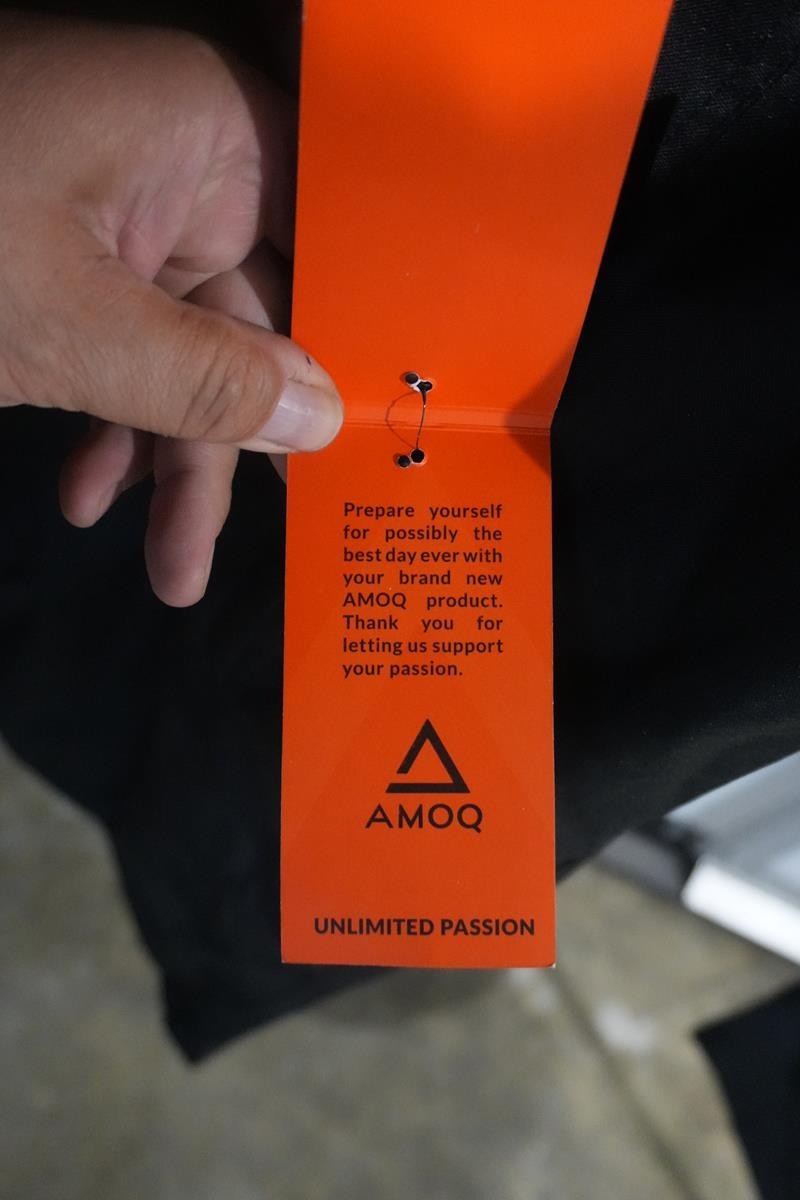 Prepare yourself
for possibly the
best day ever with
your brand new
AMOQ product.
Thank you for
letting us support
your passion.
AMOQ
UNLIMITED PASSION